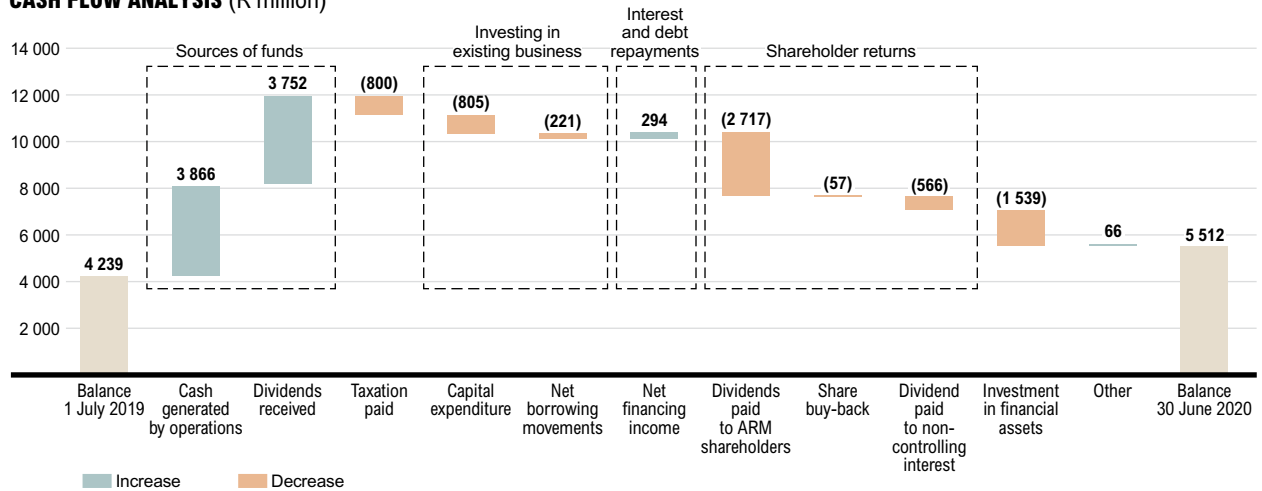 CASH FLOW ANALYSIS (R million)
Sources of funds
Investing in
existing business
Interest
and debt
repayments
Shareholder returns
14 000
12 000
10 000
8 000
6 000
4 000
2 000
4 239
3 866
3 752
(800)
(805)
(221)
294
(2 717)
(57)
(566)
(1 539)
66
5 512
Balance
1 July 2019
Cash
generated
by operations
Dividends
received
Taxation
paid
Capital
expenditure
Net
borrowing
movements
Net
financing
income
Dividends
paid
to ARM
shareholders
Share
buy-back
Dividend
paid
to non-
controlling
interest
Investment
in financial
assets
Other
Balance
30 June 2020
Increase
Decrease